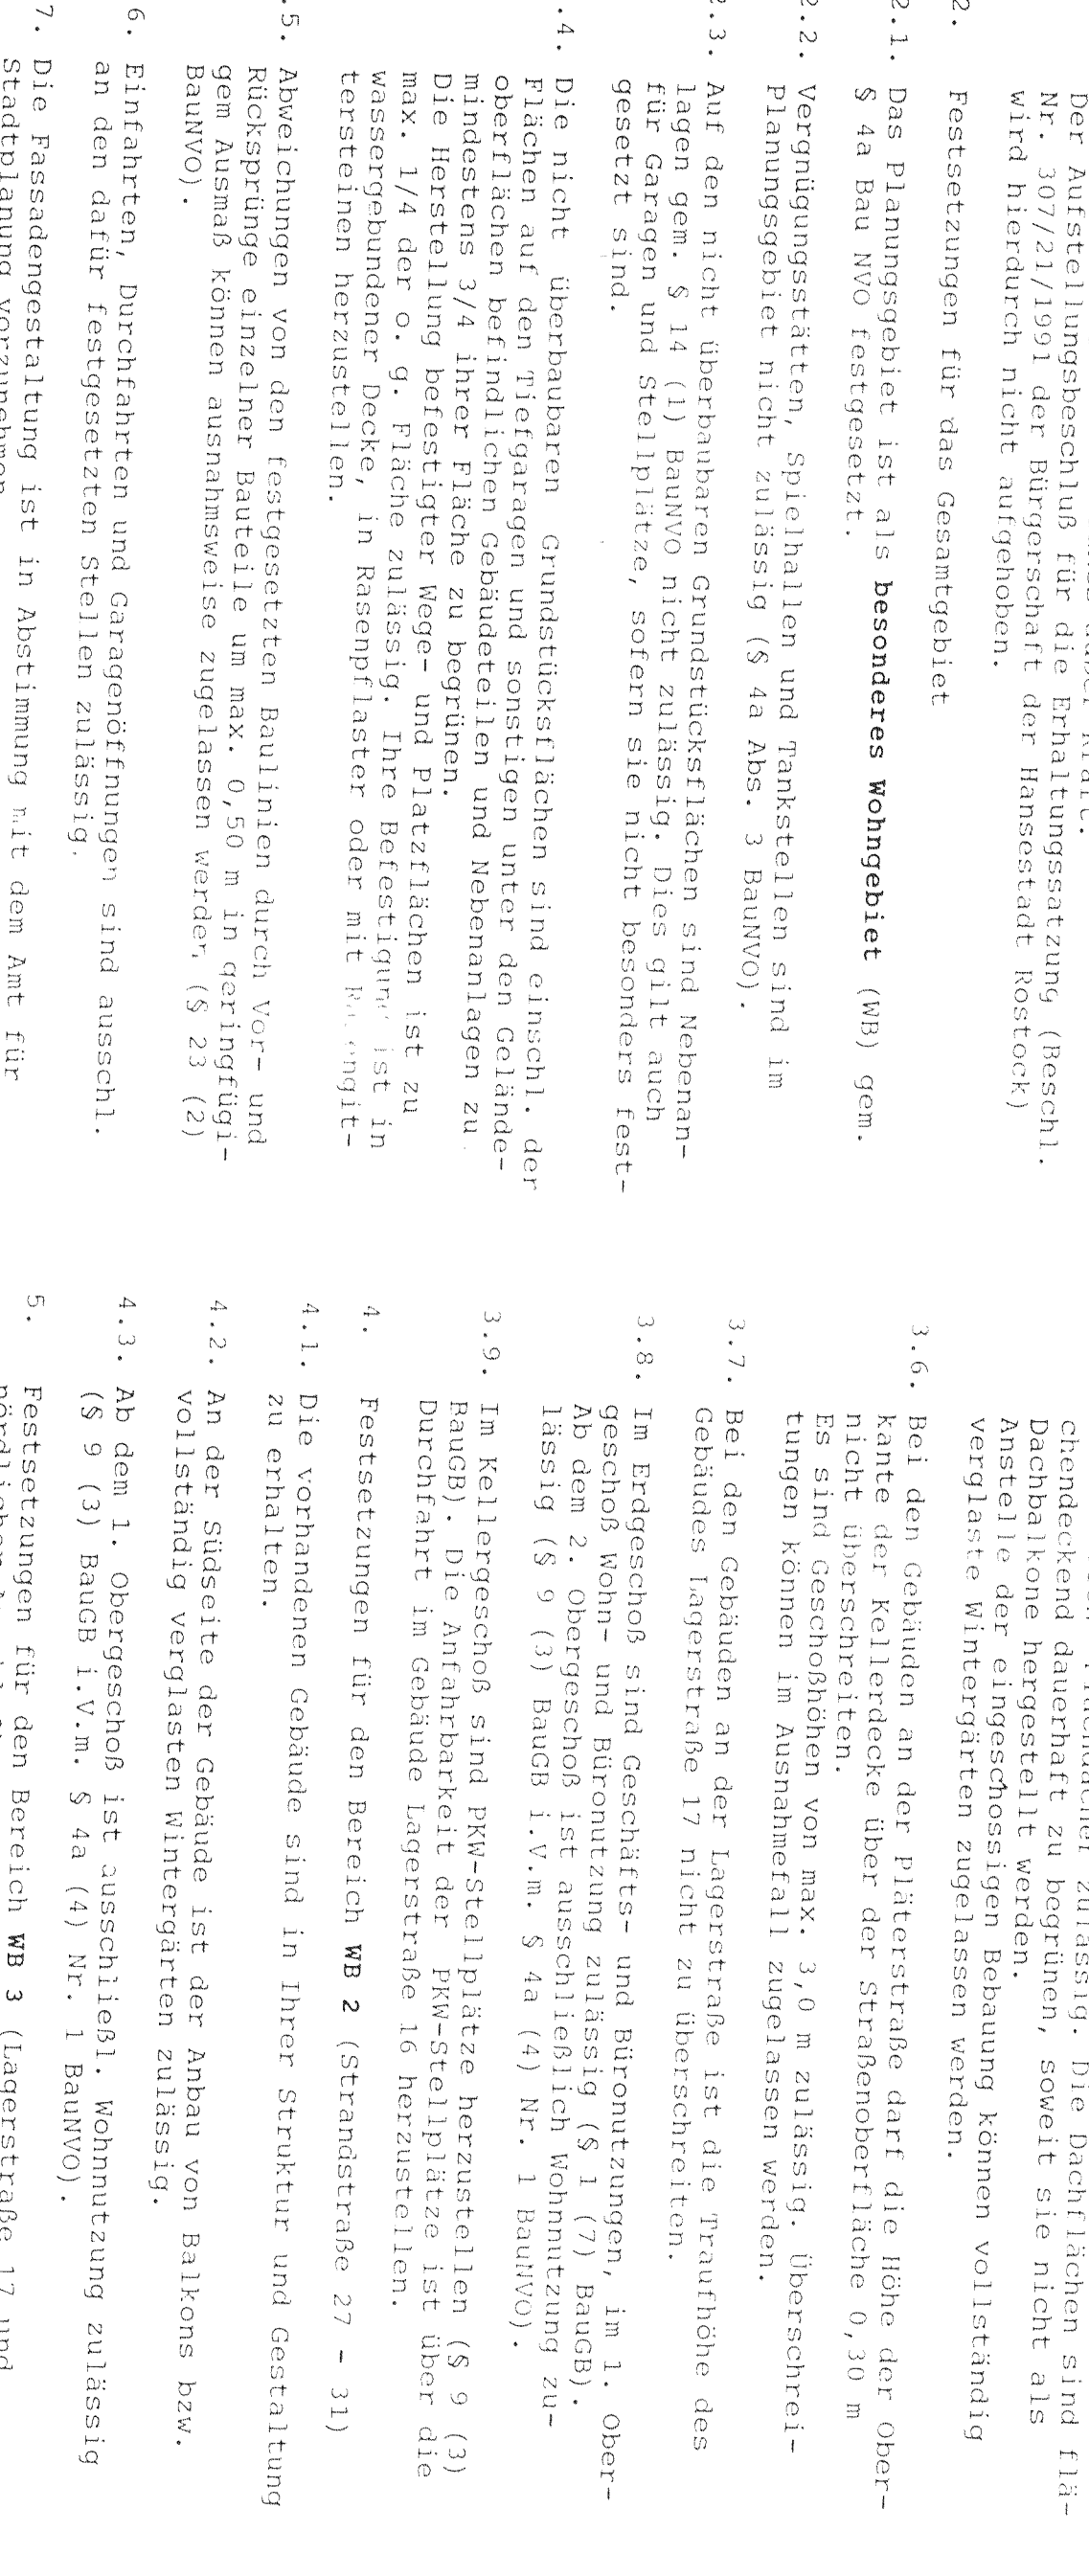 Der Aufstellungsbeschluß für die Erhaltungssatzung (Beschl.
Nr. 307/21/1991 der Bürgerschaft der Hansestadt Rostock)
wird hierdurch nicht aufgehoben.
2. Festsetzungen für das Gesamtgebiet
2.1. Das Planungsgebiet ist als besonderes Wohngebiet (WB) gem.
§ 4a Bau NVO festgesetzt.
2.2. Vergnügungsstätten, Spielhallen und Tankstellen sind im
Planungsgebiet nicht zulässig (§ 4a Abs. 3 BauNVO).
2.3. Auf den nicht überbaubaren Grundstücksflächen sind Nebenan-
lagen gem. § 14 (1) BauNVO nicht zulässig. Dies gilt auch
für Garagen und Stellplätze, sofern sie nicht besonders fest-
gesetzt sind.
.4. Die nicht überbaubaren Grundstücksflächen sind einschl. der
Flächen auf den Tiefgaragen und sonstigen unter den Gelände-
oberflächen befindlichen Gebäudeteilen und Nebenanlagen zu
mindestens 3/4 ihrer Fläche zu begrünen.
Die Herstellung befestigter Wege- und Platzflächen ist zu
max. 1/4 der o. g. Fläche zulässig. Ihre Befestigung ist in
wassergebundener Decke, in Rasenpflaster oder mit
tersteinen herzustellen.
.5. Abweichungen von den festgesetzten Baulinien durch Vor- und
Rücksprünge einzelner Bauteile um max. 0,50 m in geringfügi-
gem Ausmaß können ausnahmsweise zugelassen werden (§ 23 (2)
BauNVO).
6. Einfahrten, Durchfahrten und Garagenöffnungen sind ausschl.
an den dafür festgesetzten Stellen zulässig.
7. Die Fassadengestaltung ist in Abstimmung mit dem Amt für
Stadtplanung vorzunehmen
zulässig. Die Dachflächen sind flä-
chendeckend dauerhaft zu begrünen, soweit sie nicht als
Dachbalkone hergestellt werden.
Anstelle der eingeschossigen Bebauung können vollständig
verglaste Wintergärten zugelassen werden.
3.6. Bei den Gebäuden an der Pläterstraße darf die Höhe der Ober-
kante der Kellerdecke über der Straßenoberfläche 0,30 m
nicht überschreiten.
Es sind Geschoßhöhen von max. 3,0 m zulässig. Überschrei-
tungen können im Ausnahmefall zugelassen werden.
3.7. Bei den Gebäuden an der Lagerstraße ist die Traufhöhe des
Gebäudes Lagerstraße 17 nicht zu überschreiten.
3.8. Im Erdgeschoß sind Geschäfts- und Büronutzungen, im 1. Ober-
geschoß Wohn- und Büronutzung zulässig (§ 1 (7) BauGB).
Ab dem 2. Obergeschoß ist ausschließlich Wohnnutzung zu-
lässig (§ 9 (3) BauGB i.V.m. § 4a (4) Nr. 1 BauNVO).
3.9. Im Kellergeschoß sind PKW-Stellplätze herzustellen (§ 9 (3)
BauGB). Die Anfahrbarkeit der PKW-Stellplätze ist über die
Durchfahrt im Gebäude Lagerstraße 16 herzustellen.
4. Festsetzungen für den Bereich WB 2 (Strandstraße 27 - 31)
4.1. Die vorhandenen Gebäude sind in Ihrer Struktur und Gestaltung
zu erhalten.
4.2. An der Südseite der Gebäude ist der Anbau von Balkons bzw.
vollständig verglasten Wintergärten zulässig.
4.3. Ab dem 1. Obergeschoß ist ausschließl. Wohnnutzung zulässig
(§ 9 (3) BauGB i.V.m. § 4a (4) Nr. 1 BauNVO).
5. Festsetzungen für den Bereich WB 3 (Lagerstraße 17 und